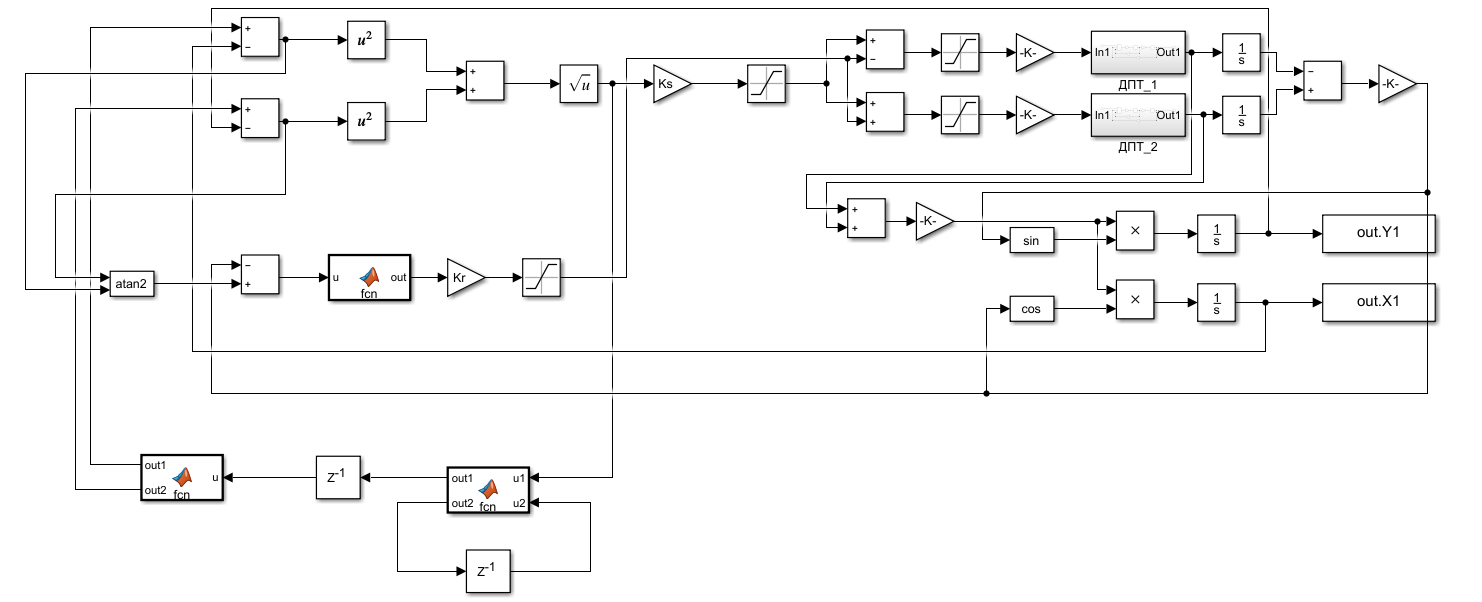 +
−
u²
+
−
u²
+
+
√u
Ks
+
−
-K-
In1 Out1
ДПТ_1
1
s
+
+
-K-
In1 Out1
ДПТ_2
1
s
−
+
-K-
+
+
-K-
sin
×
1
s
out.Y1
cos
×
1
s
out.X1
atan2
−
+
u out
fcn
Kr
out1
out2
u
fcn
Z-1
out1
out2
u1
u2
fcn
Z-1